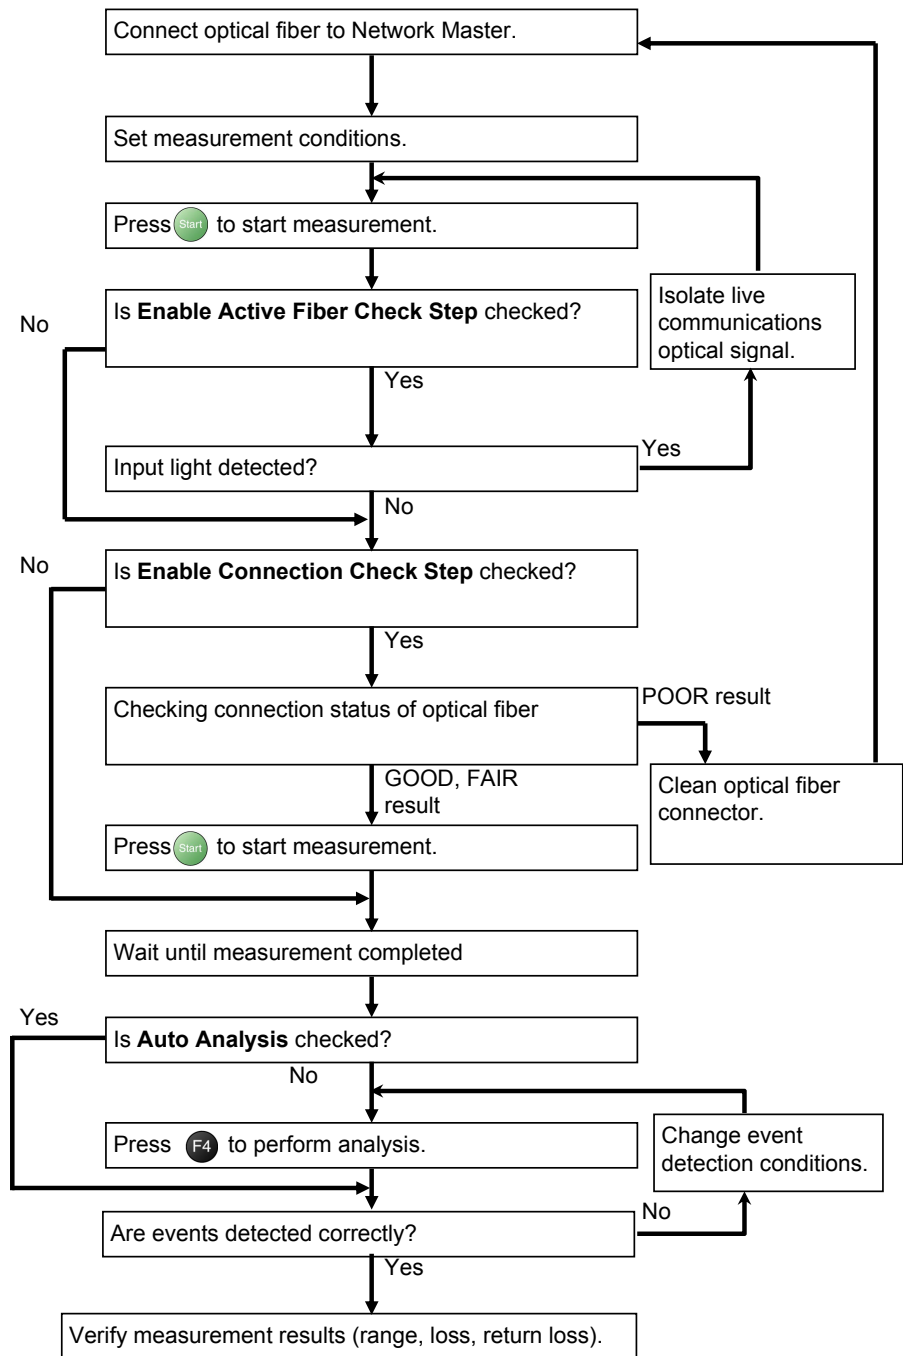 Connect optical fiber to Network Master.
Set measurement conditions.
Press Start to start measurement.
Isolate live
communications
optical signal.
Is Enable Active Fiber Check Step checked?
No
Yes
Input light detected?
Yes
No
Is Enable Connection Check Step checked?
No
Yes
Checking connection status of optical fiber
POOR result
GOOD, FAIR
result
Clean optical fiber
connector.
Press Start to start measurement.
Wait until measurement completed
Yes
Is Auto Analysis checked?
No
Press F4 to perform analysis.
Change event
detection conditions.
Are events detected correctly?
No
Yes
Verify measurement results (range, loss, return loss).